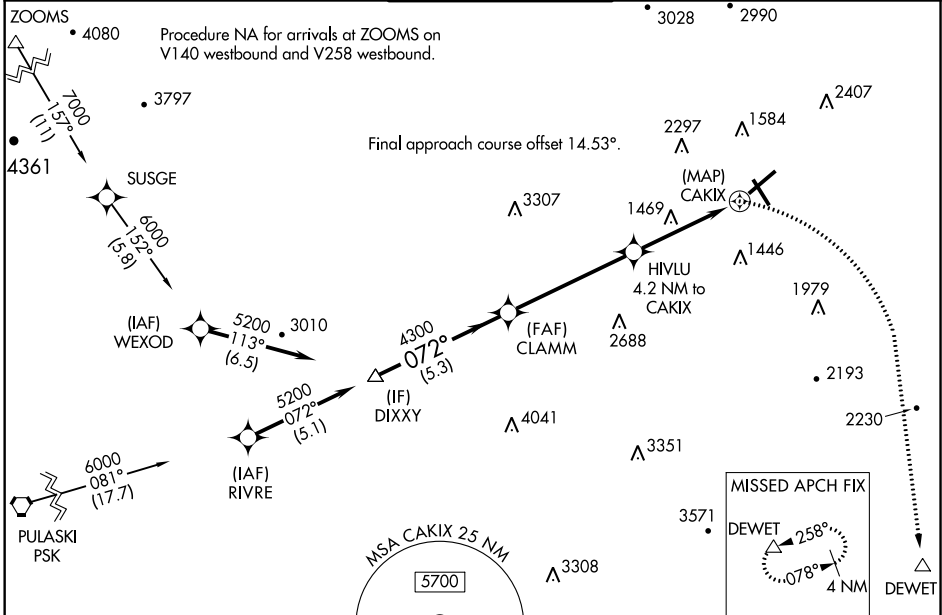 ZOOMS
4080
Procedure NA for arrivals at ZOOMS on
V140 westbound and V258 westbound.
3028
2990
7000
157°
(11)
3797
4361
Final approach course offset 14.53°.
2407
2297
1584
SUSGE
(MAP)
CAKIX
6000
152°
(5.8)
3307
1469
1446
HIVLU
4.2 NM to
CAKIX
1979
(IAF)
WEXOD
5200
113°
(6.5)
3010
4300
072°
(5.3)
(FAF)
CLAMM
2688
(IF)
DIXXY
5200
072°
(5.1)
2193
2230
4041
3351
(IAF)
RIVRE
6000
081°
(17.7)
PULASKI
PSK
MISSED APCH FIX
DEWET
258°
078°
4 NM
3571
DEWET
MSA CAKIX 25 NM
5700
3308